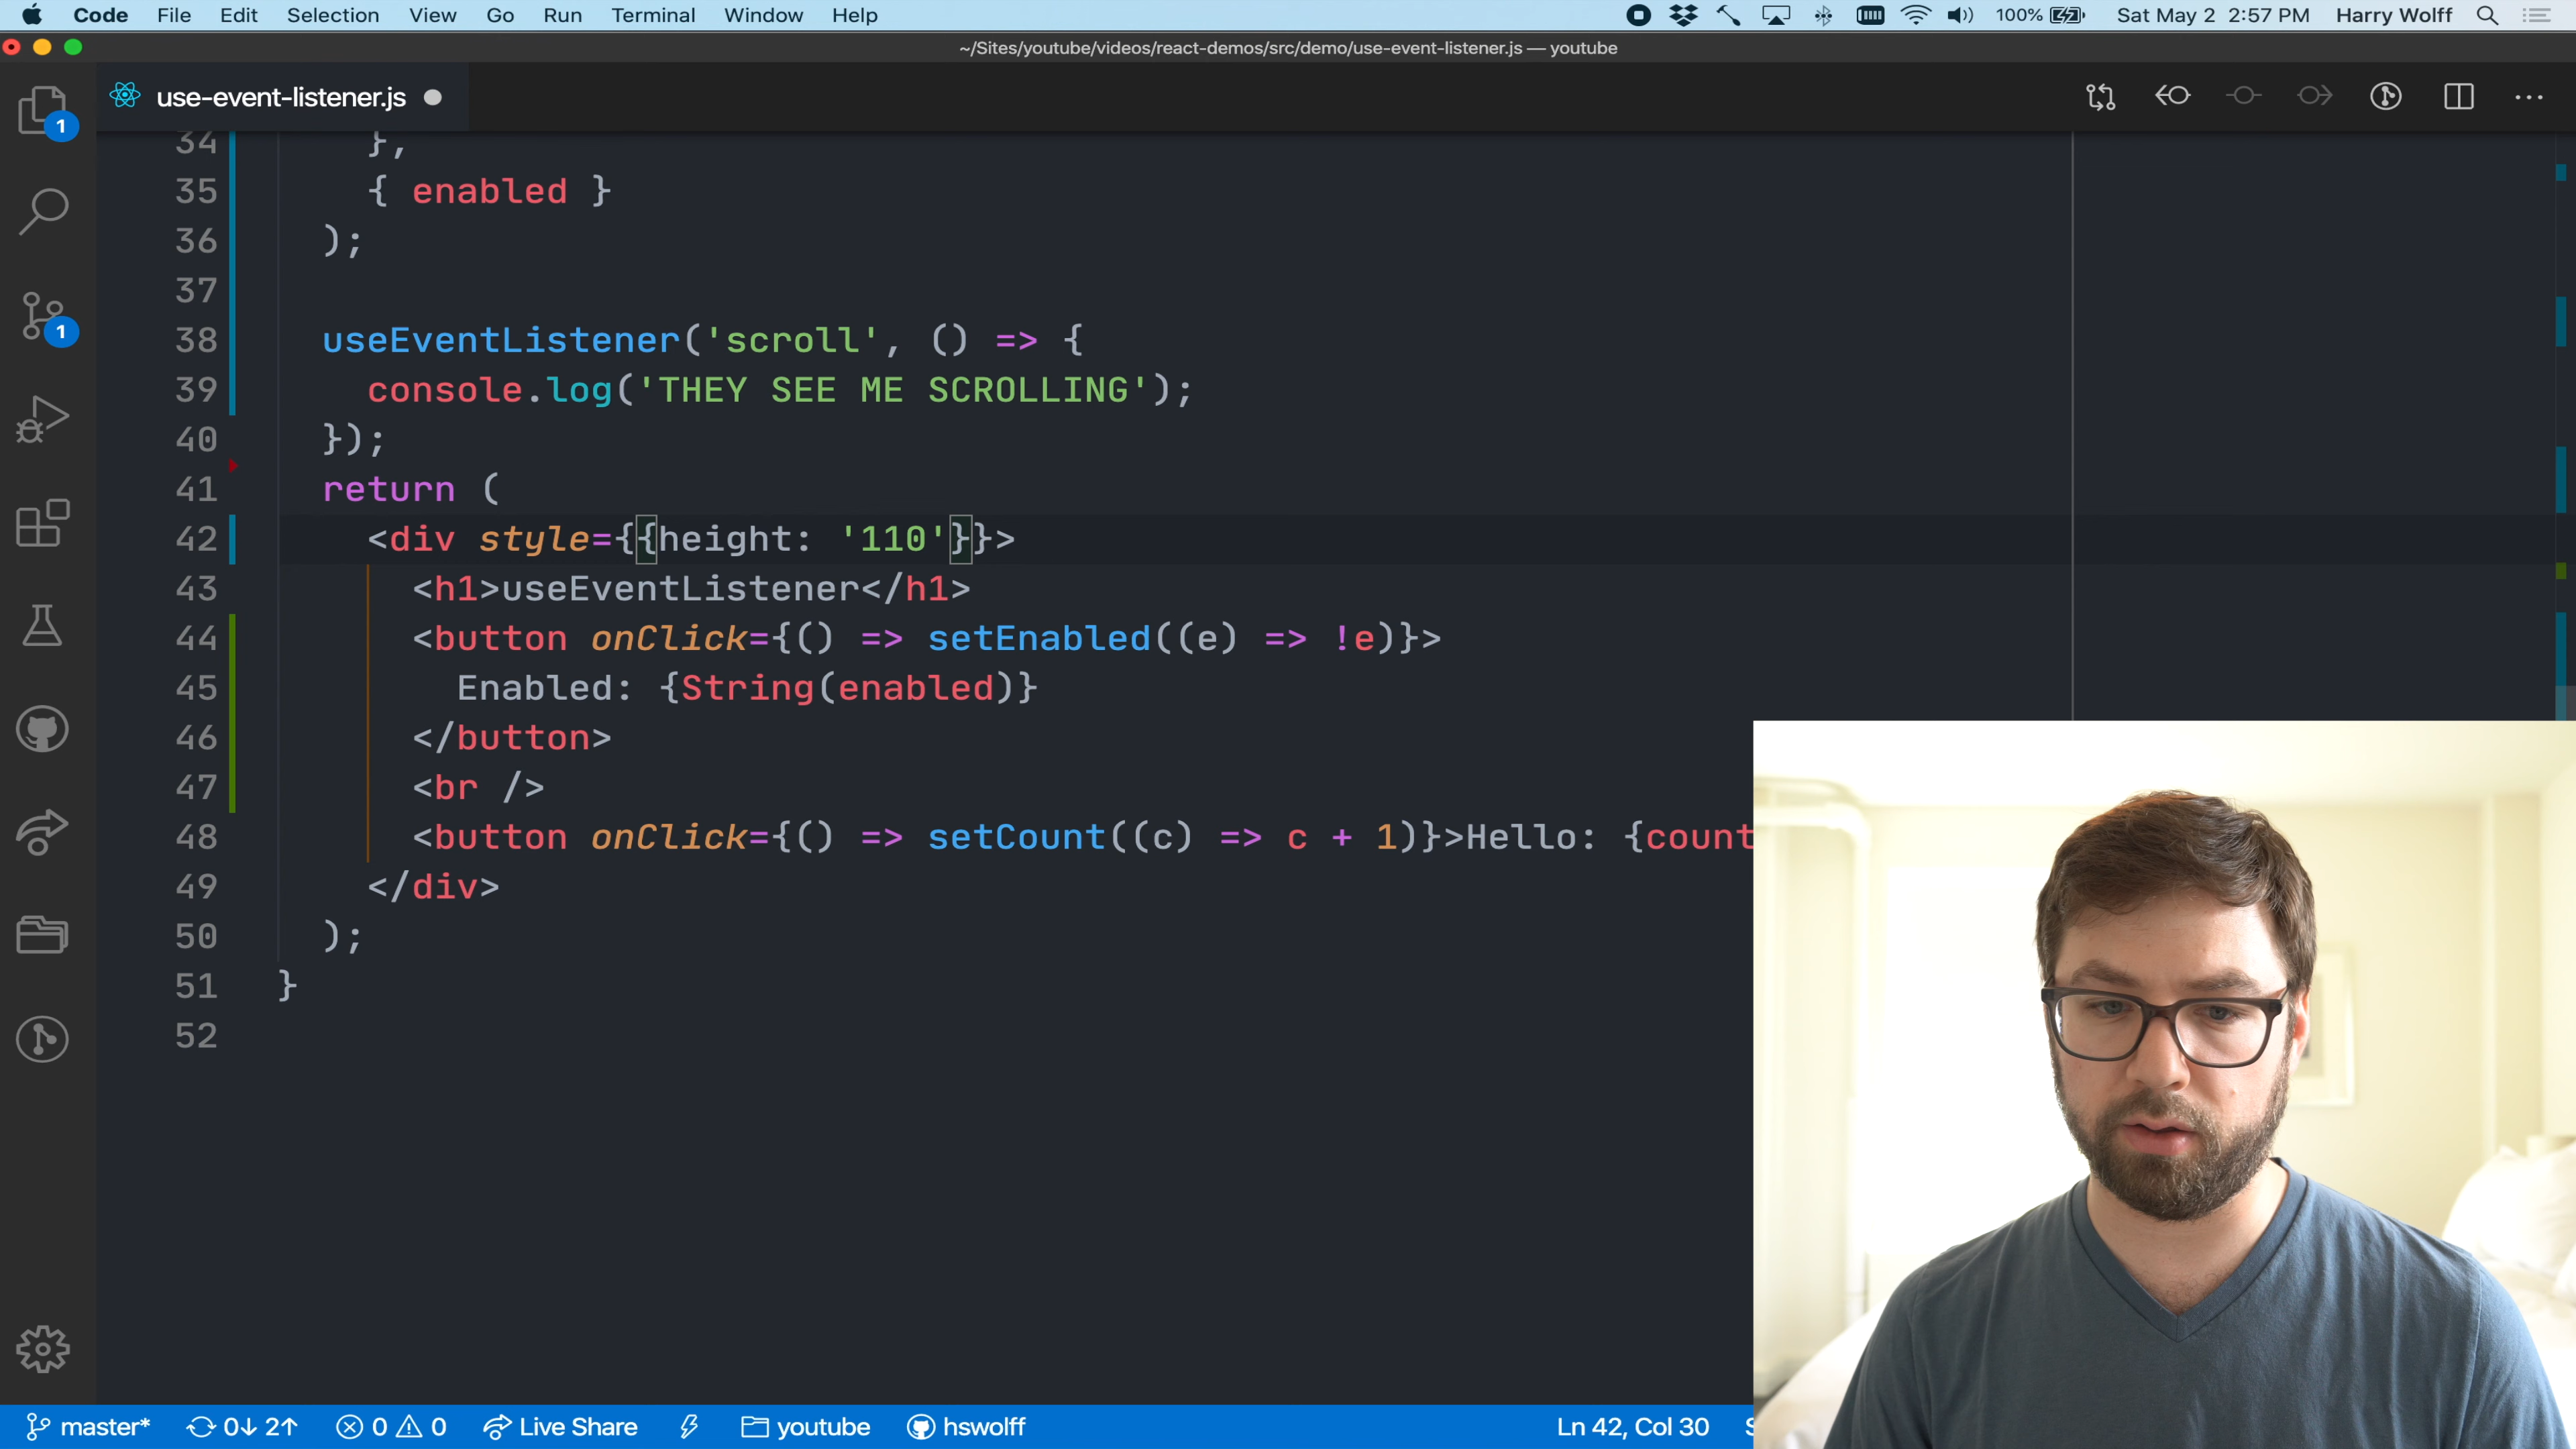 Code File Edit Selection View Go Run Terminal Window Help 100% Sat May 2 2:57 PM Harry Wolff
~/Sites/youtube/videos/react-demos/src/demo/use-event-listener.js — youtube
use-event-listener.js
1
1
34 },
35 { enabled }
36 );
37
38 useEventListener('scroll', () => {
39 console.log('THEY SEE ME SCROLLING');
40 });
41 return (
42 <div style={{height: '110'}}>
43 <h1>useEventListener</h1>
44 <button onClick={() => setEnabled((e) => !e)}>
45 Enabled: {String(enabled)}
46 </button>
47 <br />
48 <button onClick={() => setCount((c) => c + 1)}>Hello: {count
49 </div>
50 );
51 }
52
master* 0↓ 2↑ 0 0 Live Share youtube hswolff Ln 42, Col 30